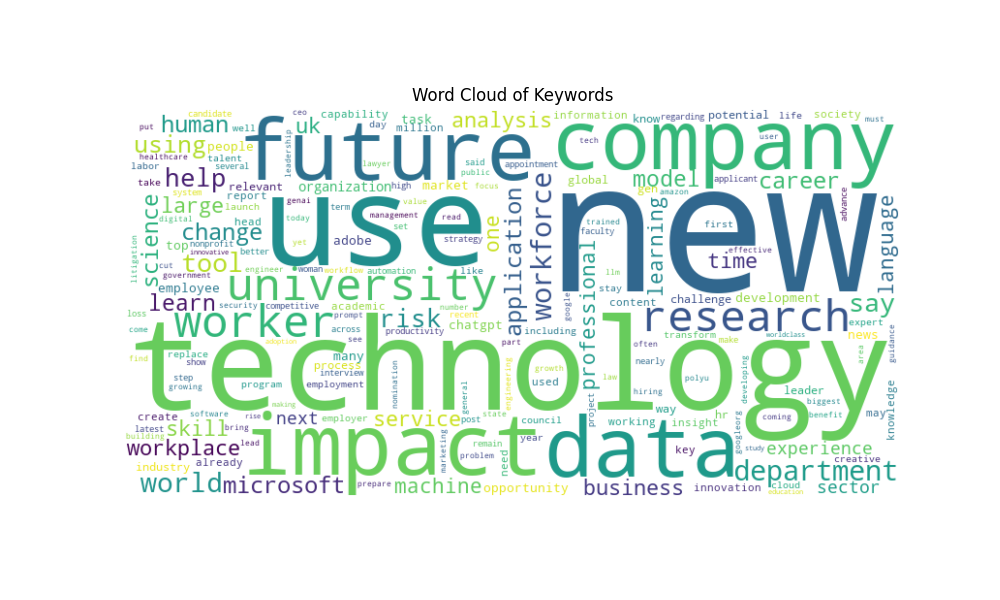 Word Cloud of Keywords
candidate
ceo
capability
analysis
information
know
regarding
potential
life
society
must
put
human
well
uk
task
day
million
future
company
tech
user
using
people
leadership
lawyer
said
public
appointment
healthcare
labor
talent
several
help
take
relevant
organization
high
market
focus
global
model
gen
career
applicant
system
report
large
launch
digital
genai
term
value
management
set
read
use
new
amazon
advance
science
head
change
today
strategy
one
application
workforce
trained
faculty
learning
first
language
top
nonprofit
better
yet
adobe
innovative
litigation
cut
tool
woman
like
professional
effective
time
government
engineer
workflow
automation
llm
stay
employee
university
content
challenge
development
learn
security
competitive
academic
number
recent
google
research
say
loss
worker
prompt
risk
chatgpt
including
expert
come
across
productivity
part
transform
make
news
adoption
see
often
worldclass
guidance
find
replace
show
many
process
technology
nearly
area
interview
growth
law
step
growing
program
employment
nomination
engineering
used
hiring
polyu
developing
leader
knowledge
making
project
biggest
benefit
create
software
rise
next
employer
service
general
state
council
way
hr
coming
may
latest
skill
bring
post
working
insight
building
lead
impact
marketing
remain
year
data
googleorg
study
creative
workplace
already
problem
need
key
experience
industry
department
world
microsoft
prepare
machine
opportunity
business
innovation
cloud
education
sector